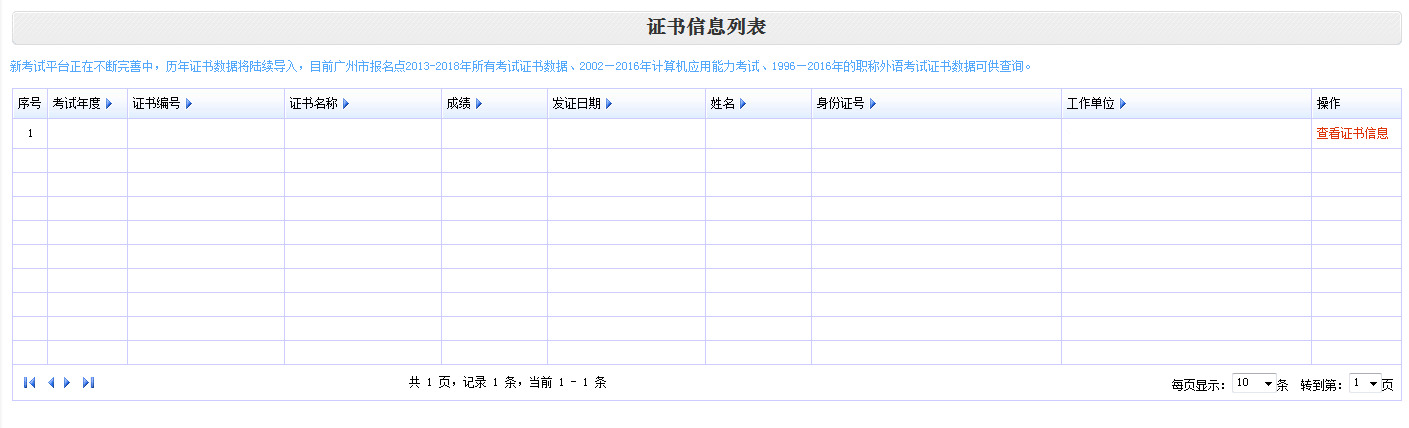 证书信息列表
新考试平台正在不断完善中，历年证书数据将陆续导入，目前广州市报名点2013-2018年所有考试证书数据、2002－2016年计算机应用能力考试、1996－2016年的职称外语考试证书数据可供查询。
序号 考试年度 证书编号 证书名称 成绩 发证日期 姓名 身份证号 工作单位 操作
1 查看证书信息
共 1 页，记录 1 条，当前 1 - 1 条 每页显示： 10 条 转到第： 1 页